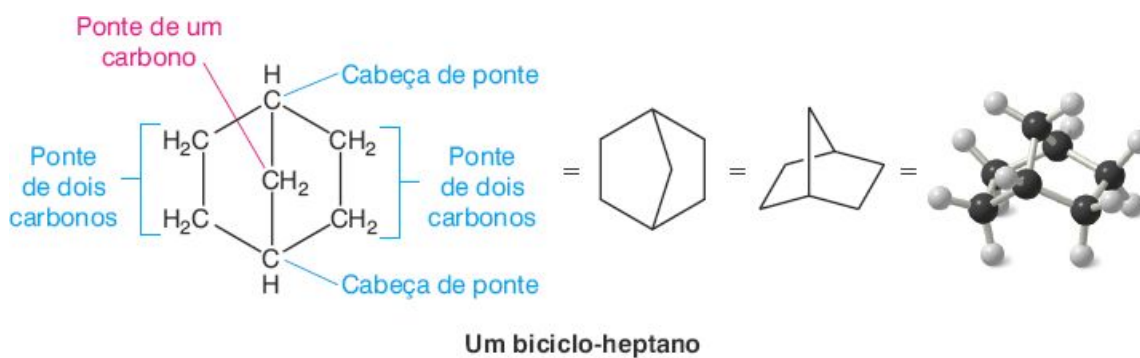 Ponte de um
carbono
H
Cabeça de ponte
C
H₂C
CH₂
Ponte
de dois
carbonos
CH₂
Ponte
de dois
carbonos
=
=
=
H₂C
CH₂
C
H
Cabeça de ponte
Um biciclo-heptano